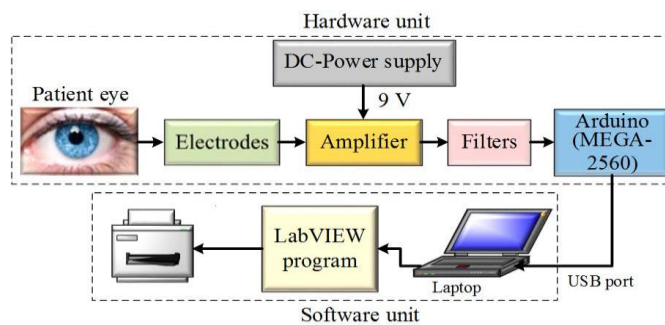 Hardware unit
DC-Power supply
Patient eye
9 V
Electrodes
Amplifier
Filters
Arduino
(MEGA-
2560)
LabVIEW
program
Laptop
USB port
Software unit